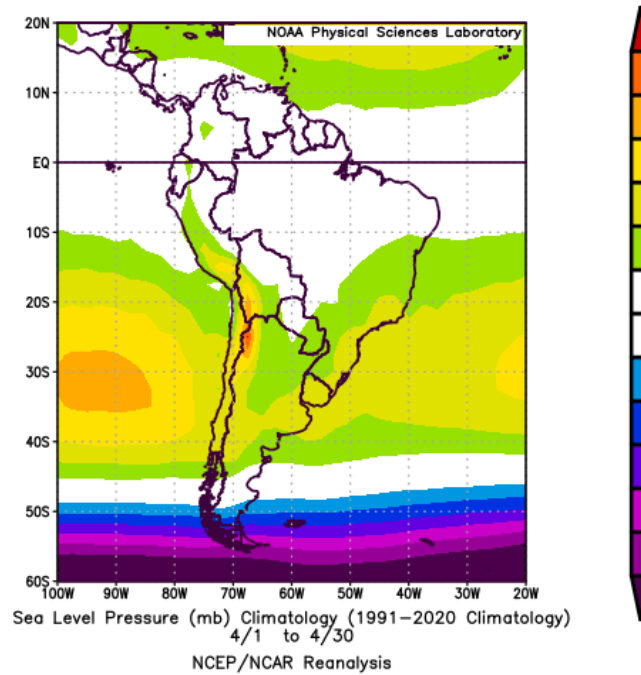 NOAA Physical Sciences Laboratory
20N
10N
EQ
10S
20S
30S
40S
50S
60S
100W 90W 80W 70W 60W 50W 40W 30W 20W
Sea Level Pressure (mb) Climatology (1991-2020 Climatology)
4/1 to 4/30
NCEP/NCAR Reanalysis